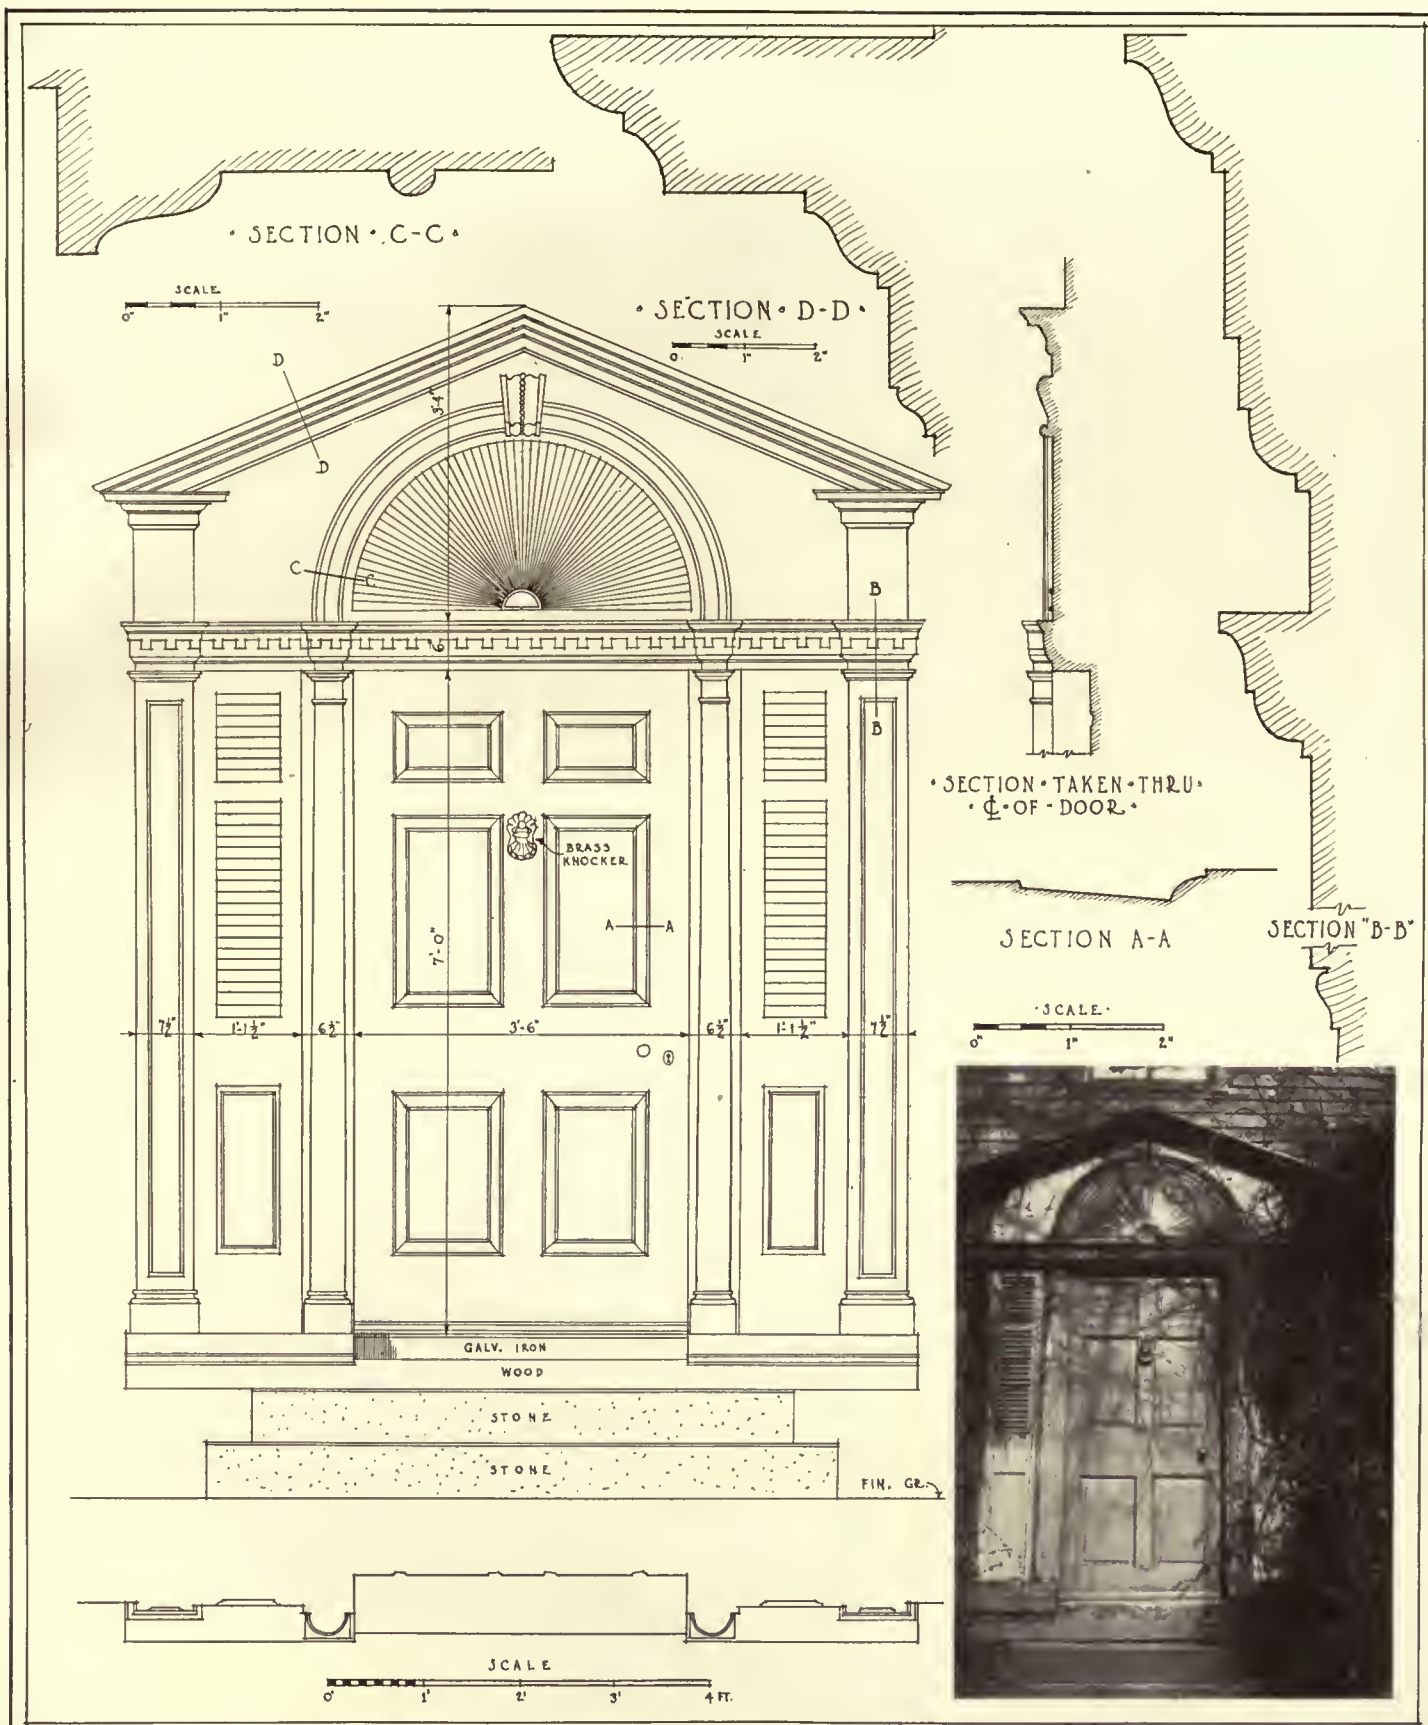 · SECTION · C-C ·
SCALE
0" 1" 2"
· SECTION · D-D ·
SCALE
0 1" 2"
D
D
3'-4"
C C
B
6"
B
· SECTION · TAKEN · THRU ·
· ℄ · OF - DOOR ·
BRASS
KNOCKER
A A
7'-0"
SECTION A-A
SECTION "B-B"
7½" 1'-1½" 6½" 3'-6" 6½" 1'-1½" 7½"
· SCALE ·
0" 1" 2"
GALV. IRON
WOOD
STONE
STONE
FIN. GR.
SCALE
0' 1' 2' 3' 4 FT.